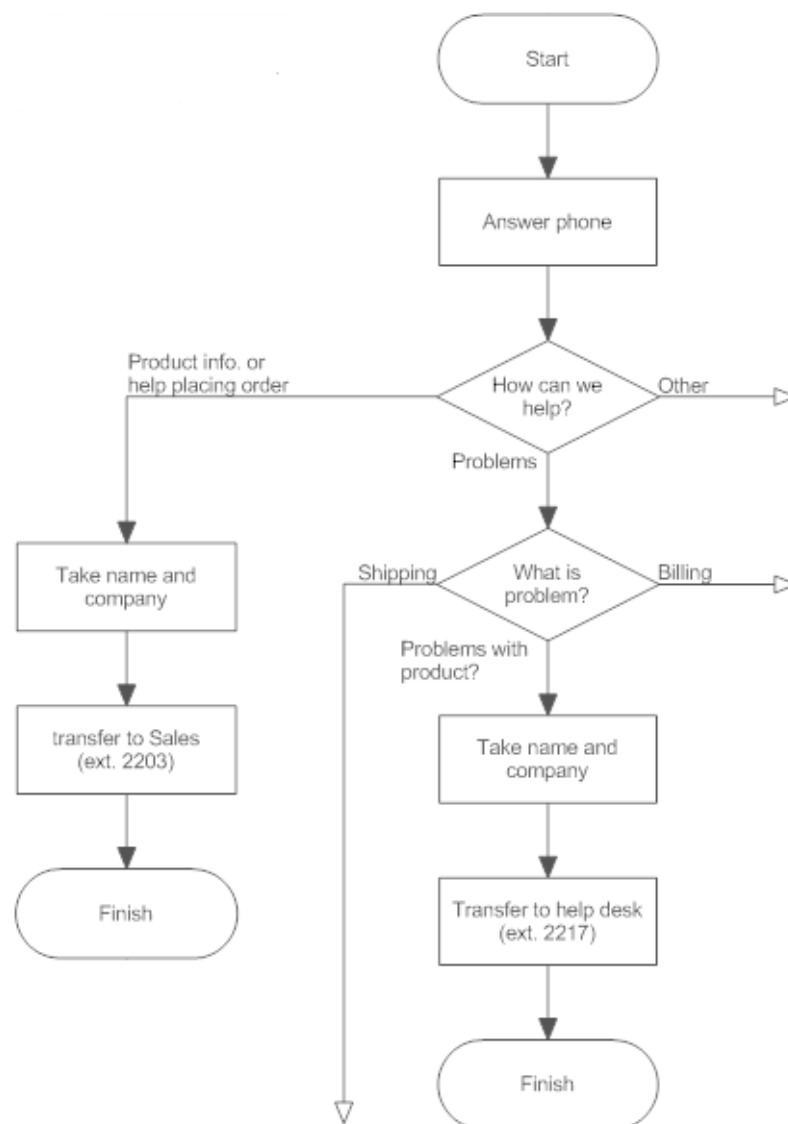 Start
Answer phone
Product info. or
help placing order
How can we
help?
Other
Problems
Take name and
company
Shipping
What is
problem?
Billing
Problems with
product?
transfer to Sales
(ext. 2203)
Take name and
company
Finish
Transfer to help desk
(ext. 2217)
Finish